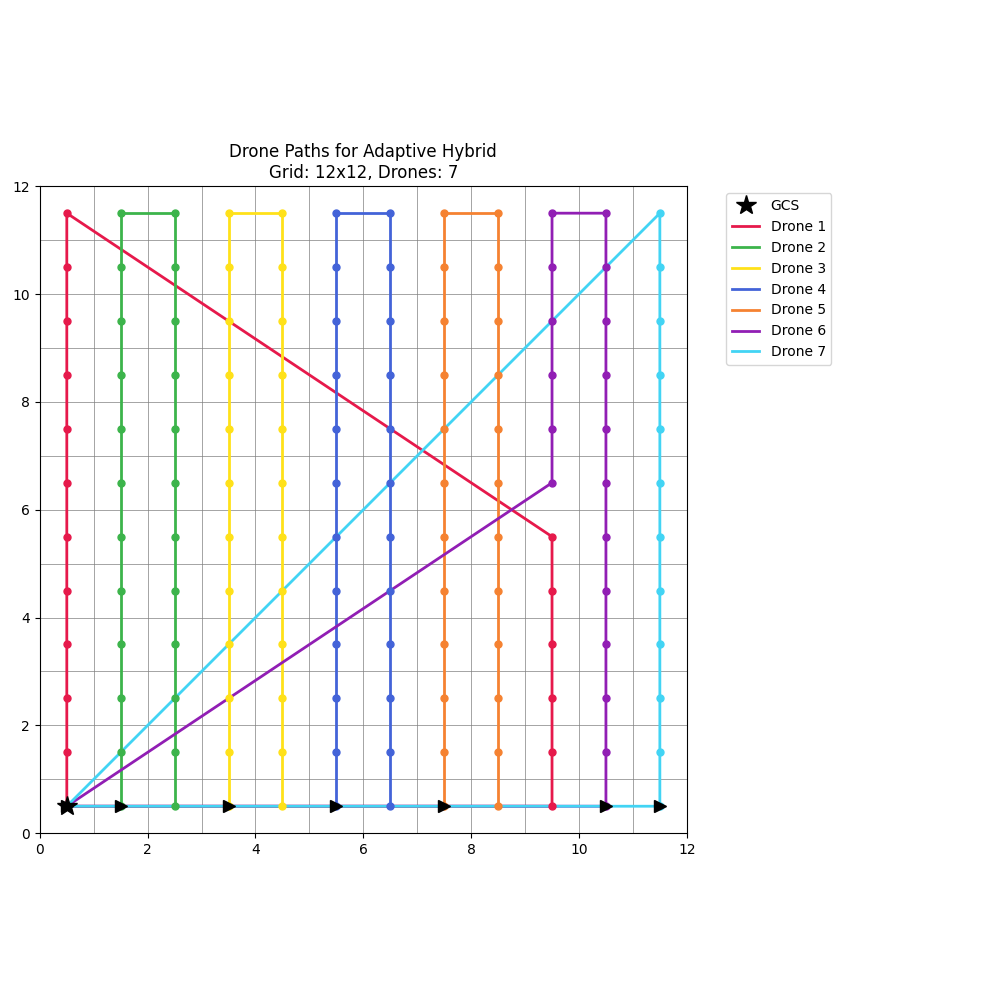 Drone Paths for Adaptive Hybrid
Grid: 12x12, Drones: 7
12
10
8
6
4
2
0
0 2 4 6 8 10 12
GCS
Drone 1
Drone 2
Drone 3
Drone 4
Drone 5
Drone 6
Drone 7